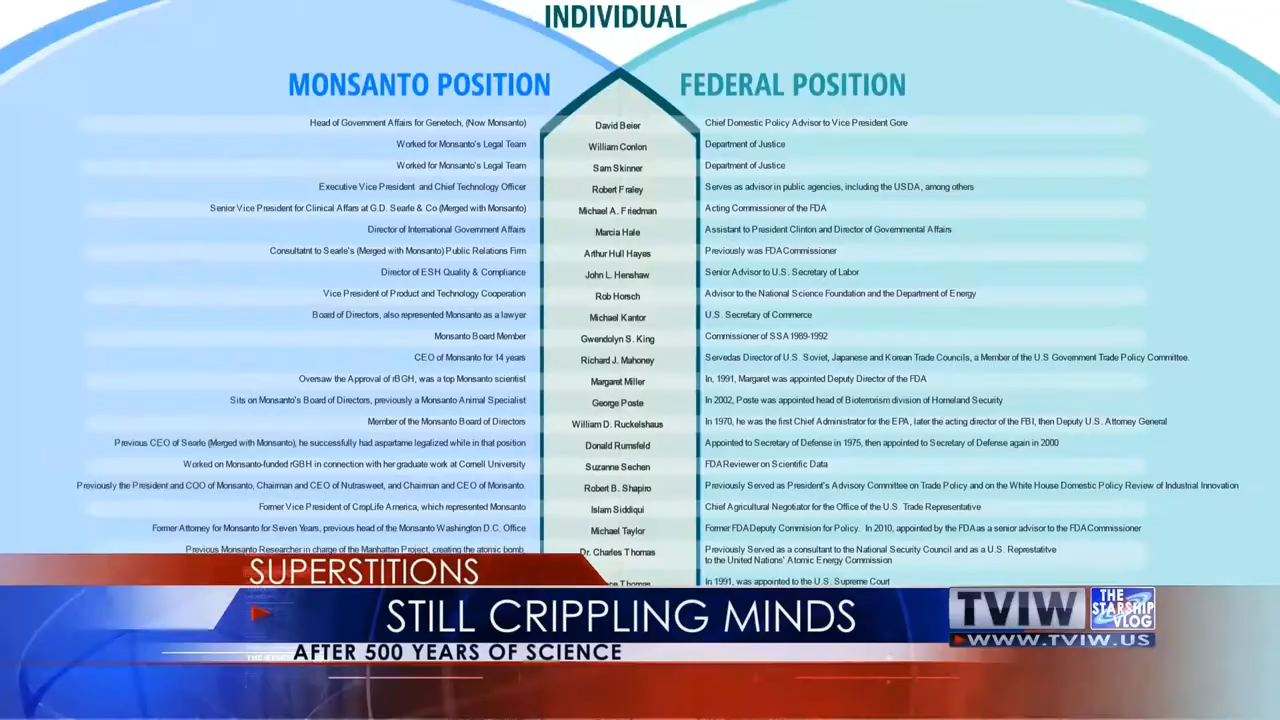 INDIVIDUAL
MONSANTO POSITION
FEDERAL POSITION
Head of Government Affairs for Genetech, (Now Monsanto) David Beier Chief Domestic Policy Advisor to Vice President Gore
Worked for Monsanto's Legal Team William Conlon Department of Justice
Worked for Monsanto's Legal Team Sam Skinner Department of Justice
Executive Vice President and Chief Technology Officer Robert Fraley Serves as advisor in public agencies, including the USDA, among others
Senior Vice President for Clinical Affars at G.D. Searle & Co (Merged with Monsanto) Michael A. Friedman Acting Commissioner of the FDA
Director of International Government Affairs Marcia Hale Assistant to President Clinton and Director of Governmental Affairs
Consultatnt to Searle's (Merged with Monsanto) Public Relations Firm Arthur Hull Hayes Previously was FDA Commissioner
Director of ESH Quality & Compliance John L. Henshaw Senior Advisor to U.S. Secretary of Labor
Vice President of Product and Technology Cooperation Rob Horsch Advisor to the National Science Foundation and the Department of Energy
Board of Directors, also represented Monsanto as a lawyer Michael Kantor U.S. Secretary of Commerce
Monsanto Board Member Gwendolyn S. King Commissioner of SSA 1989-1992
CEO of Monsanto for 14 years Richard J. Mahoney Servedas Director of U.S. Soviet, Japanese and Korean Trade Councils, a Member of the U.S Government Trade Policy Committee.
Oversaw the Approval of rBGH, was a top Monsanto scientist Margaret Miller In, 1991, Margaret was appointed Deputy Director of the FDA
Sits on Monsanto's Board of Directors, previously a Monsanto Animal Specialist George Poste In 2002, Poste was appointed head of Bioterrorism division of Homeland Security
Member of the Monsanto Board of Directors William D. Ruckelshaus In 1970, he was the first Chief Administrator for the EPA, later the acting director of the FBI, then Deputy U.S. Attorney General
Previous CEO of Searle (Merged with Monsanto), he successfully had aspartame legalized while in that position Donald Rumsfeld Appointed to Secretary of Defense in 1975, then appointed to Secretary of Defense again in 2000
Worked on Monsanto-funded rGBH in connection with her graduate work at Cornell University Suzanne Sechen FDA Reviewer on Scientific Data
Previously the President and COO of Monsanto, Chairman and CEO of Nutrasweet, and Chairman and CEO of Monsanto. Robert B. Shapiro Previously Served as President's Advisory Committee on Trade Policy and on the White House Domestic Policy Review of Industrial Innovation
Former Vice President of CropLife America, which represented Monsanto Islam Siddiqui Chief Agricultural Negotiator for the Office of the U.S. Trade Representative
Former Attorney for Monsanto for Seven Years, previous head of the Monsanto Washington D.C. Office Michael Taylor Former FDA Deputy Commision for Policy. In 2010, appointed by the FDA as a senior advisor to the FDA Commissioner
Previous Monsanto Researcher in charge of the Manhattan Project, creating the atomic bomb Dr. Charles Thomas Previously Served as a consultant to the National Security Council and as a U.S. Represtatitve
to the United Nations' Atomic Energy Commission
Thomas In 1991, was appointed to the U.S. Supreme Court
SUPERSTITIONS
STILL CRIPPLING MINDS
AFTER 500 YEARS OF SCIENCE
TVIW
THE
STARSHIP
VLOG
WWW.TVIW.US